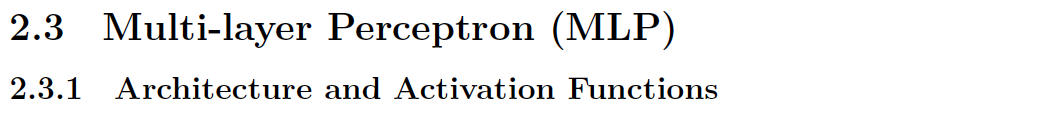 2.3 Multi-layer Perceptron (MLP)
2.3.1 Architecture and Activation Functions